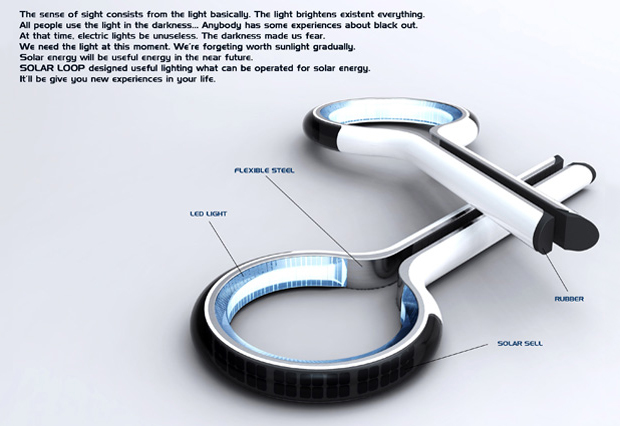 The sense of sight consists from the light basically. The light brightens existent everything.
All people use the light in the darkness... Anybody has some experiences about black out.
At that time, electric lights be unuseless. The darkness made us fear.
We need the light at this moment. We're forgeting worth sunlight gradually.
Solar energy will be useful energy in the near future.
SOLAR LOOP designed useful lighting what can be operated for solar energy.
It'll be give you new experiences in your life.
FLEXIBLE STEEL
LED LIGHT
RUBBER
SOLAR SELL